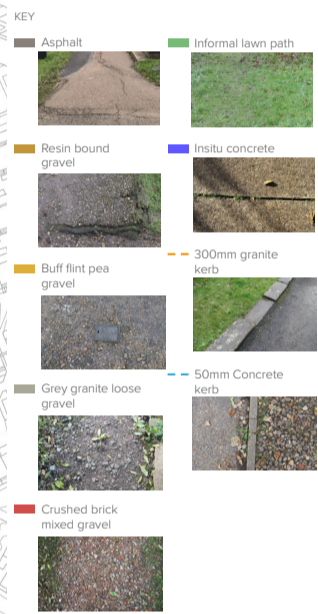 KEY
Asphalt
Resin bound
gravel
Buff flint pea
gravel
Grey granite loose
gravel
Crushed brick
mixed gravel
Informal lawn path
Insitu concrete
300mm granite
kerb
50mm Concrete
kerb